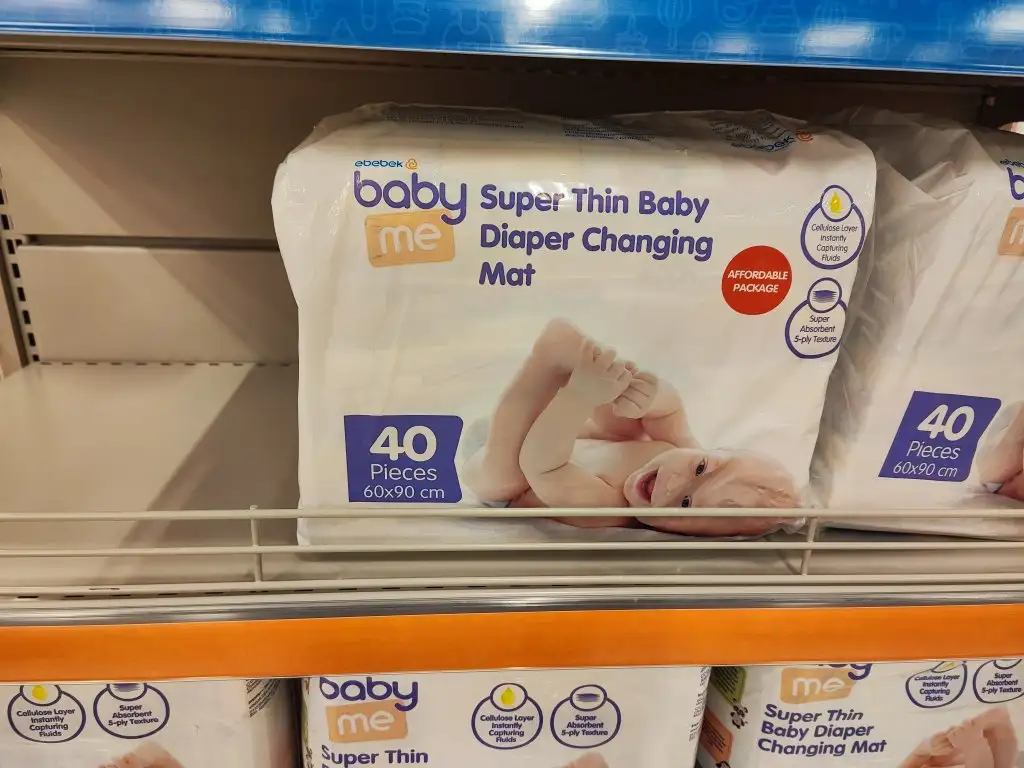 ebebek
baby
me
Super Thin Baby
Diaper Changing
Mat
AFFORDABLE
PACKAGE
Cellulose Layer
Instantly
Capturing
Fluids
Super
Absorbent
5-ply Texture
40
Pieces
60x90 cm
40
Pieces
60x90 cm
Cellulose Layer
Instantly
Capturing
Fluids
Super
Absorbent
5-ply Texture
baby
me
Super Thin
Cellulose Layer
Instantly
Capturing
Fluids
Super
Absorbent
5-ply Texture
me
Super Thin
Baby Diaper
Changing Mat
Cellulose Layer
Instantly
Capturing
Fluids
Super
Absorbent
5-ply Texture